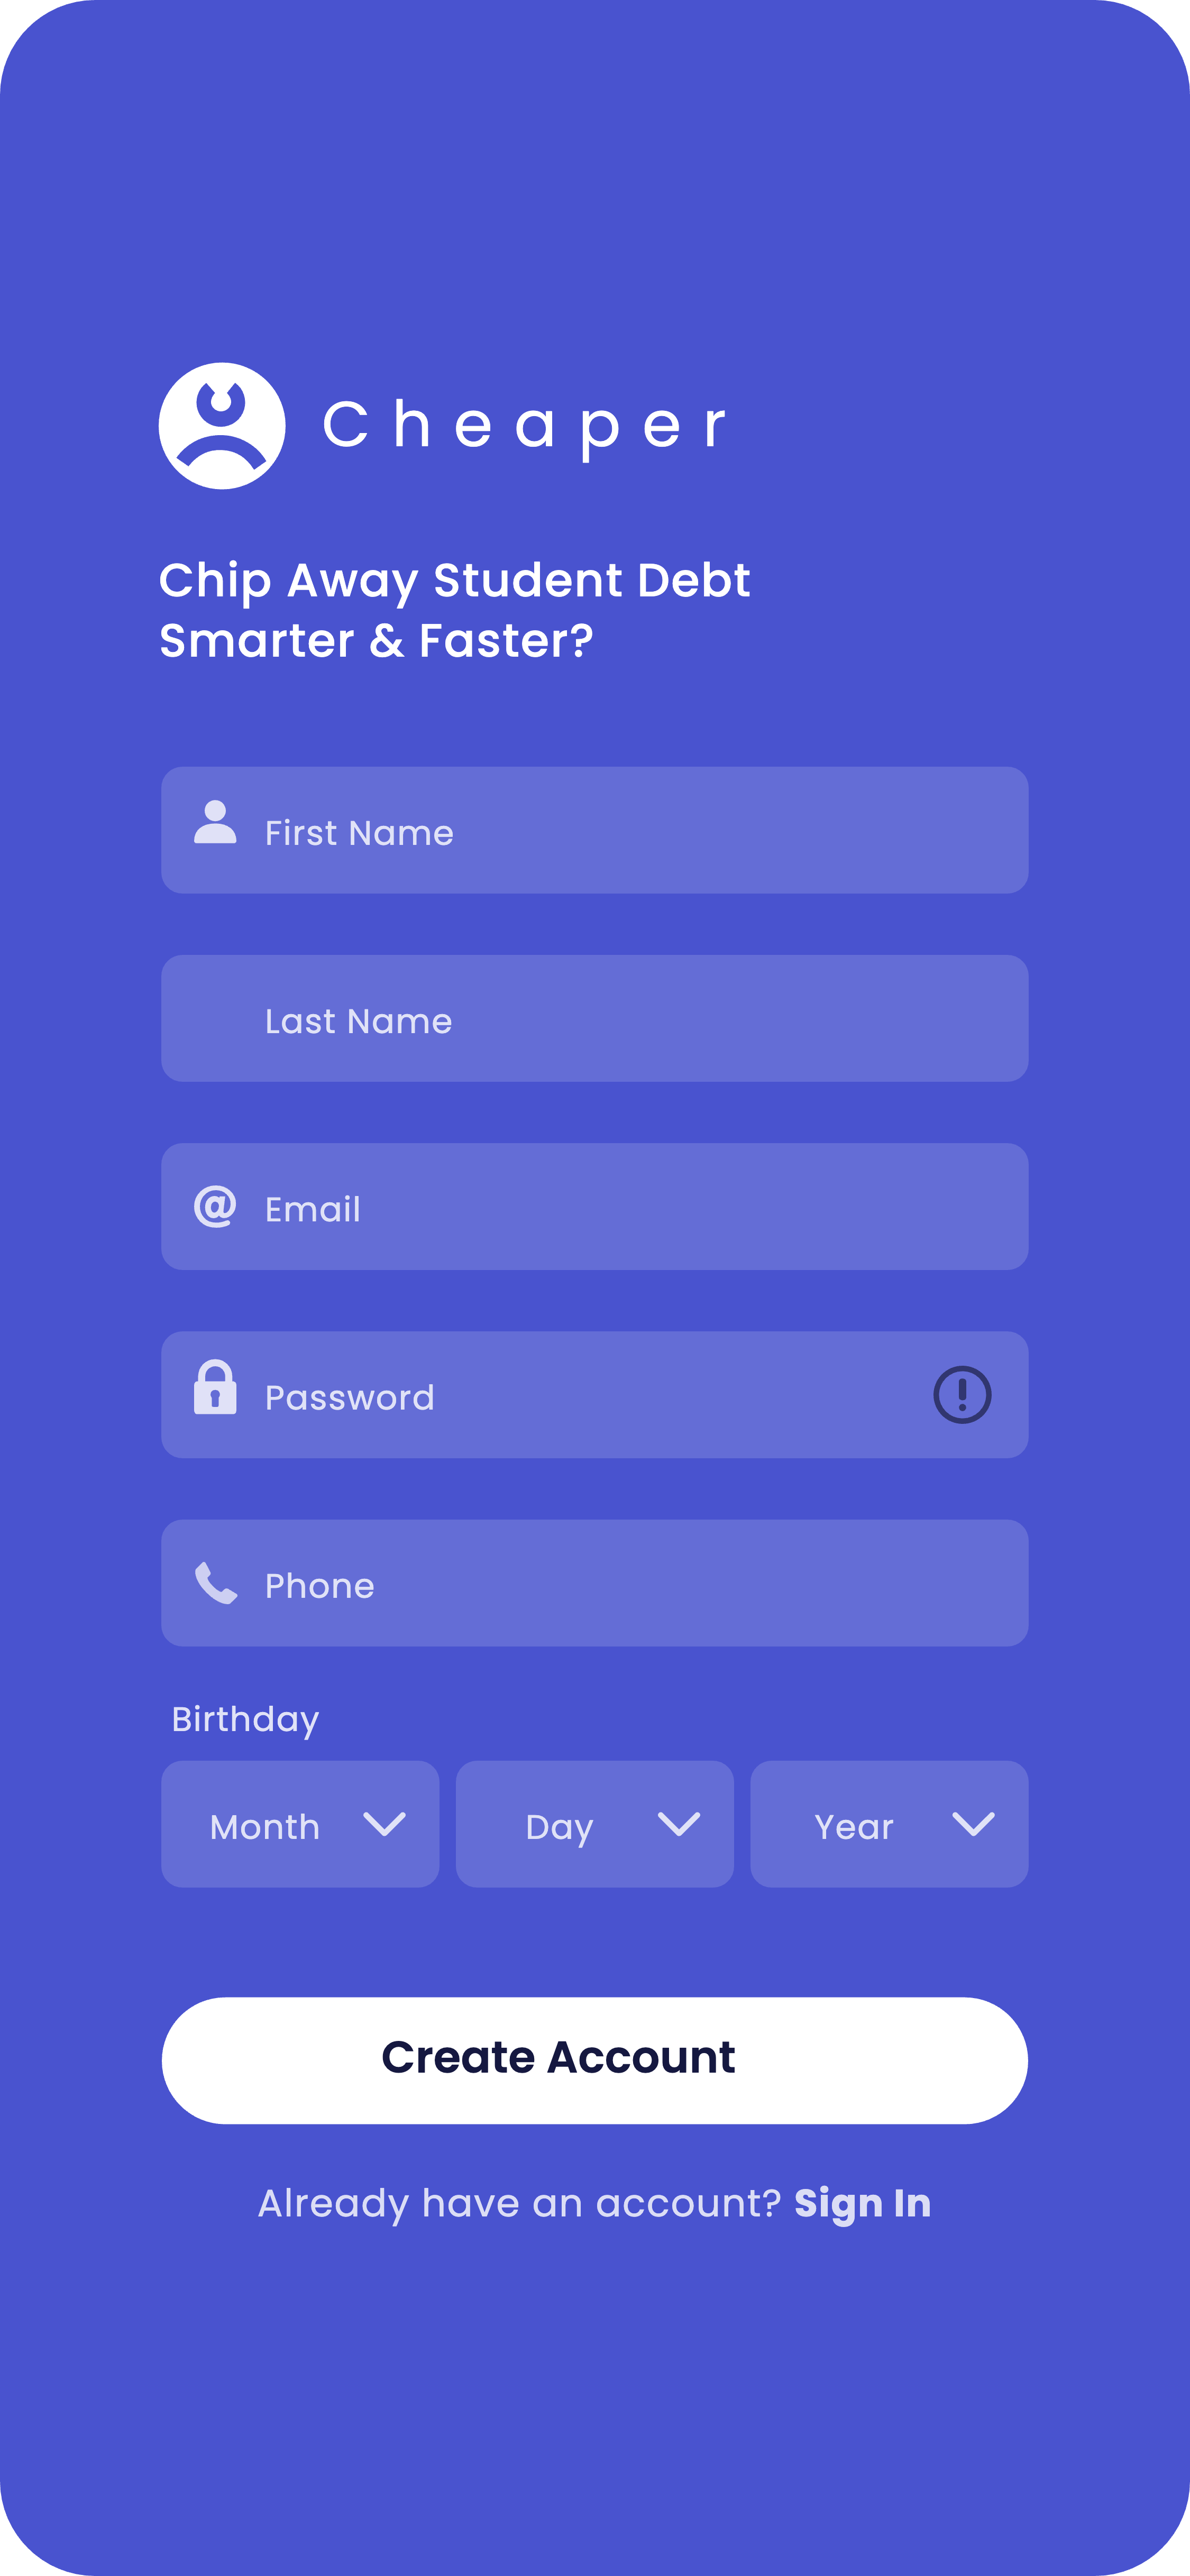 Cheaper
Chip Away Student Debt
Smarter & Faster?
First Name
Last Name
@ Email
Password
Phone
Birthday
Month Day Year
Create Account
Already have an account? Sign In